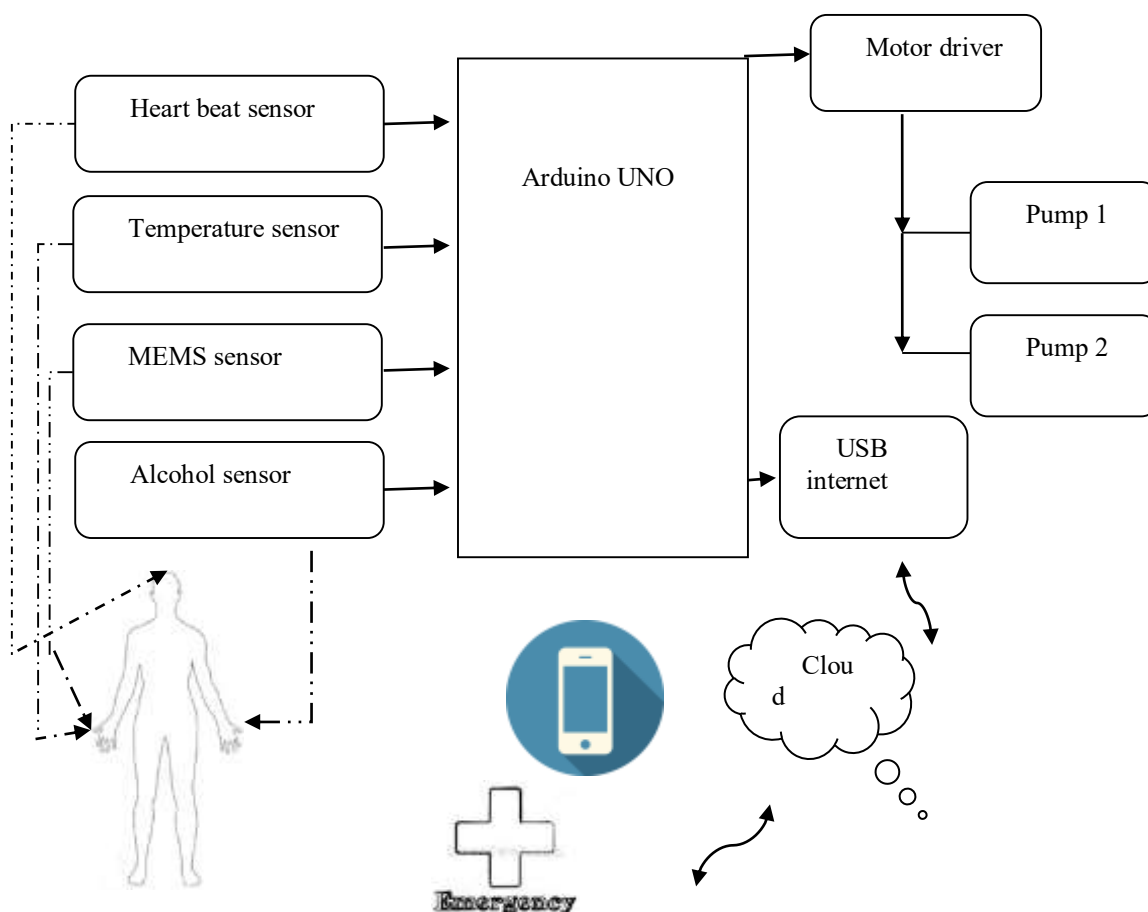 Motor driver
Heart beat sensor
Arduino UNO
Temperature sensor
Pump 1
MEMS sensor
Pump 2
Alcohol sensor
USB
internet
Clou
d
Emergency